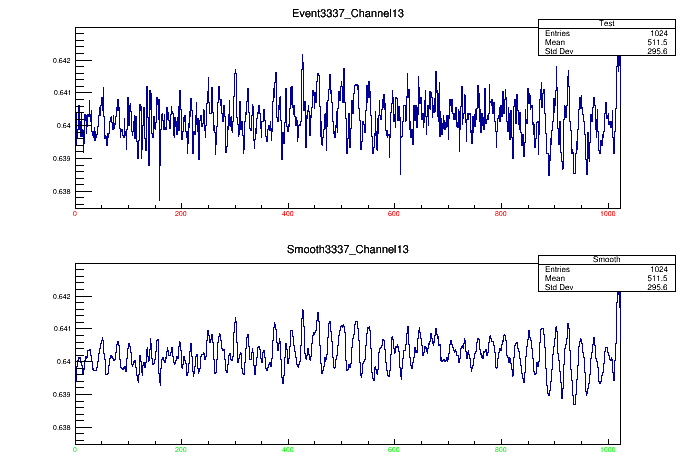 Event3337_Channel13
Test
Entries 1024
Mean 511.5
Std Dev 295.6
0.642
0.641
0.64
0.639
0.638
0 200 400 600 800 1000
Smooth3337_Channel13
Smooth
Entries 1024
Mean 511.5
Std Dev 295.6
0.642
0.641
0.64
0.639
0.638
0 200 400 600 800 1000